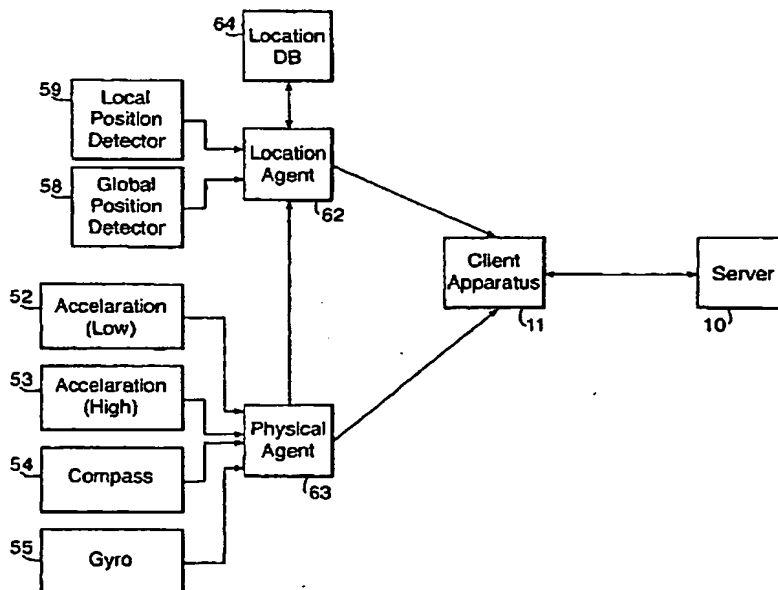 64
Location
DB
59
Local
Position
Detector
Location
Agent
62
58
Global
Position
Detector
Client
Apparatus
11
Server
10
52
Accelaration
(Low)
53
Accelaration
(High)
Physical
Agent
63
54
Compass
55
Gyro